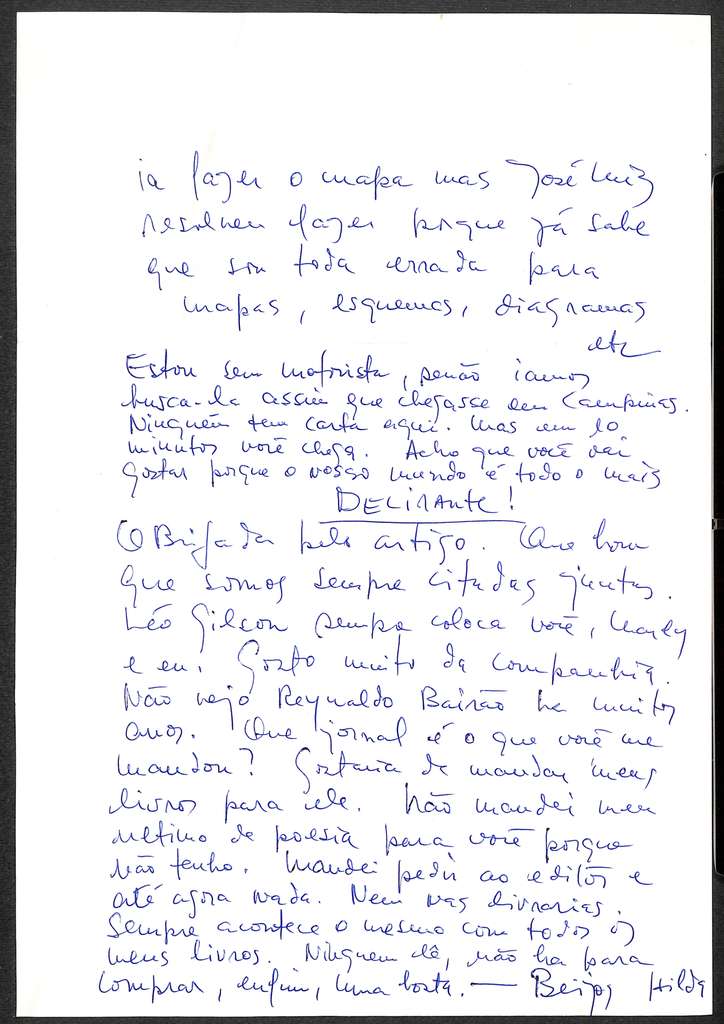 ia fazer o mapa mas José Luiz
resolveu fazer porque já sabe
que sou toda errada para
mapas, esquemas, diagramas
etc
Estou sem motorista, senão iamos
busca-la assim que chegasse em Campinas.
Ninguém tem carta aqui. Mas em 10
minutos você chega. Acho que você vai
gostar porque o nosso mundo é todo o mais
DELIRANTE!
OBrigada pelo artigo. Que bom
que somos sempre citadas juntas.
Léo Gilson sempre coloca você, Marly
e eu. Gosto muito da companhia.
Não vejo Reynaldo Bairão ha muitos
anos. Que jornal é o que você me
mandou? Gostaria de mandar meus
livros para ele. Não mandei meu
ultimo de poesia para você porque
não tenho. Mandei pedir ao editor e
até agora nada. Nem nas livrarias.
Sempre acontece o mesmo com todos os
meus livros. Ninguem lê, não ha para
comprar, enfim, uma bosta. — Beijos Hilda